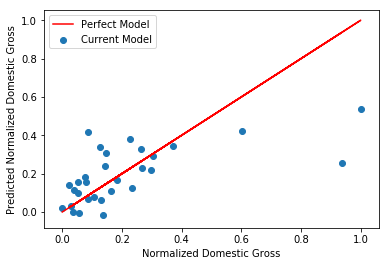 Perfect Model
Current Model
Predicted Normalized Domestic Gross
1.0
0.8
0.6
0.4
0.2
0.0
0.0 0.2 0.4 0.6 0.8 1.0
Normalized Domestic Gross